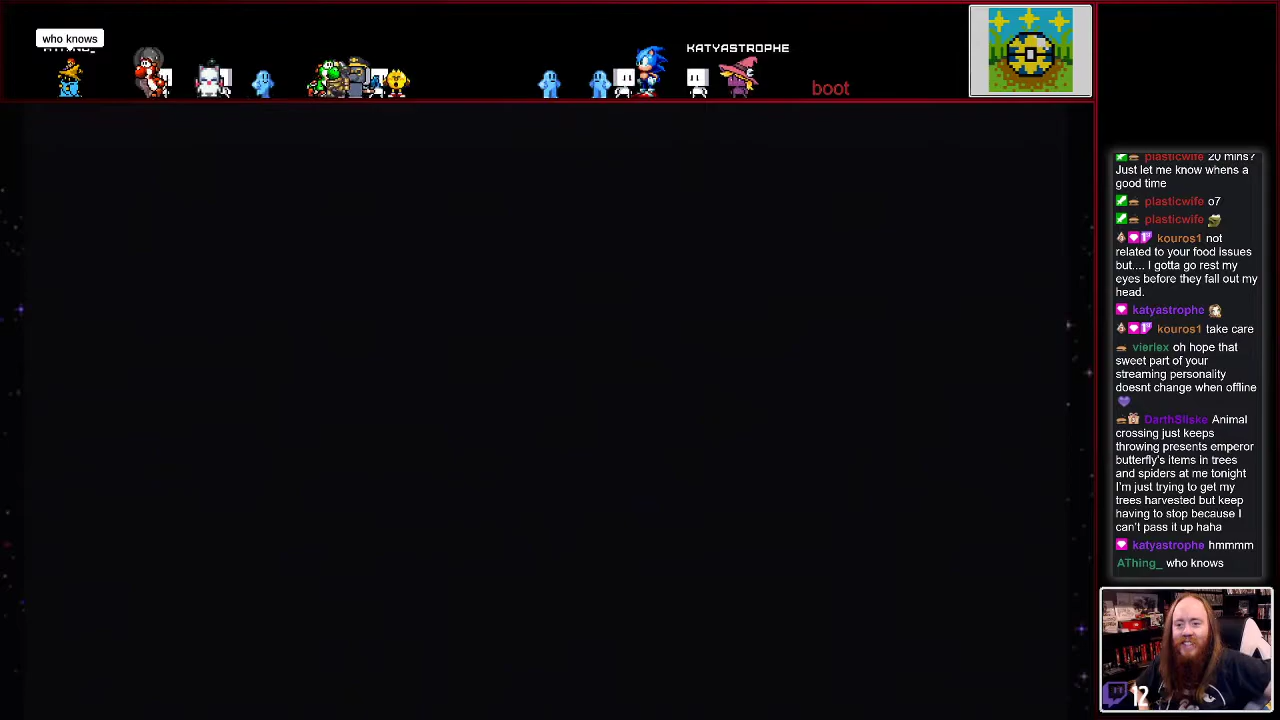 who knows
KATYASTROPHE
boot
plasticwife 20 mins?
Just let me know whens a
good time
plasticwife o7
plasticwife
kouros1 not
related to your food issues
but.... I gotta go rest my
eyes before they fall out my
head.
katyastrophe
kouros1 take care
vierlex oh hope that
sweet part of your
streaming personality
doesnt change when offline
DarthSliske Animal
crossing just keeps
throwing presents emperor
butterfly's items in trees
and spiders at me tonight
I'm just trying to get my
trees harvested but keep
having to stop because I
can't pass it up haha
katyastrophe hmmmm
AThing_ who knows
12